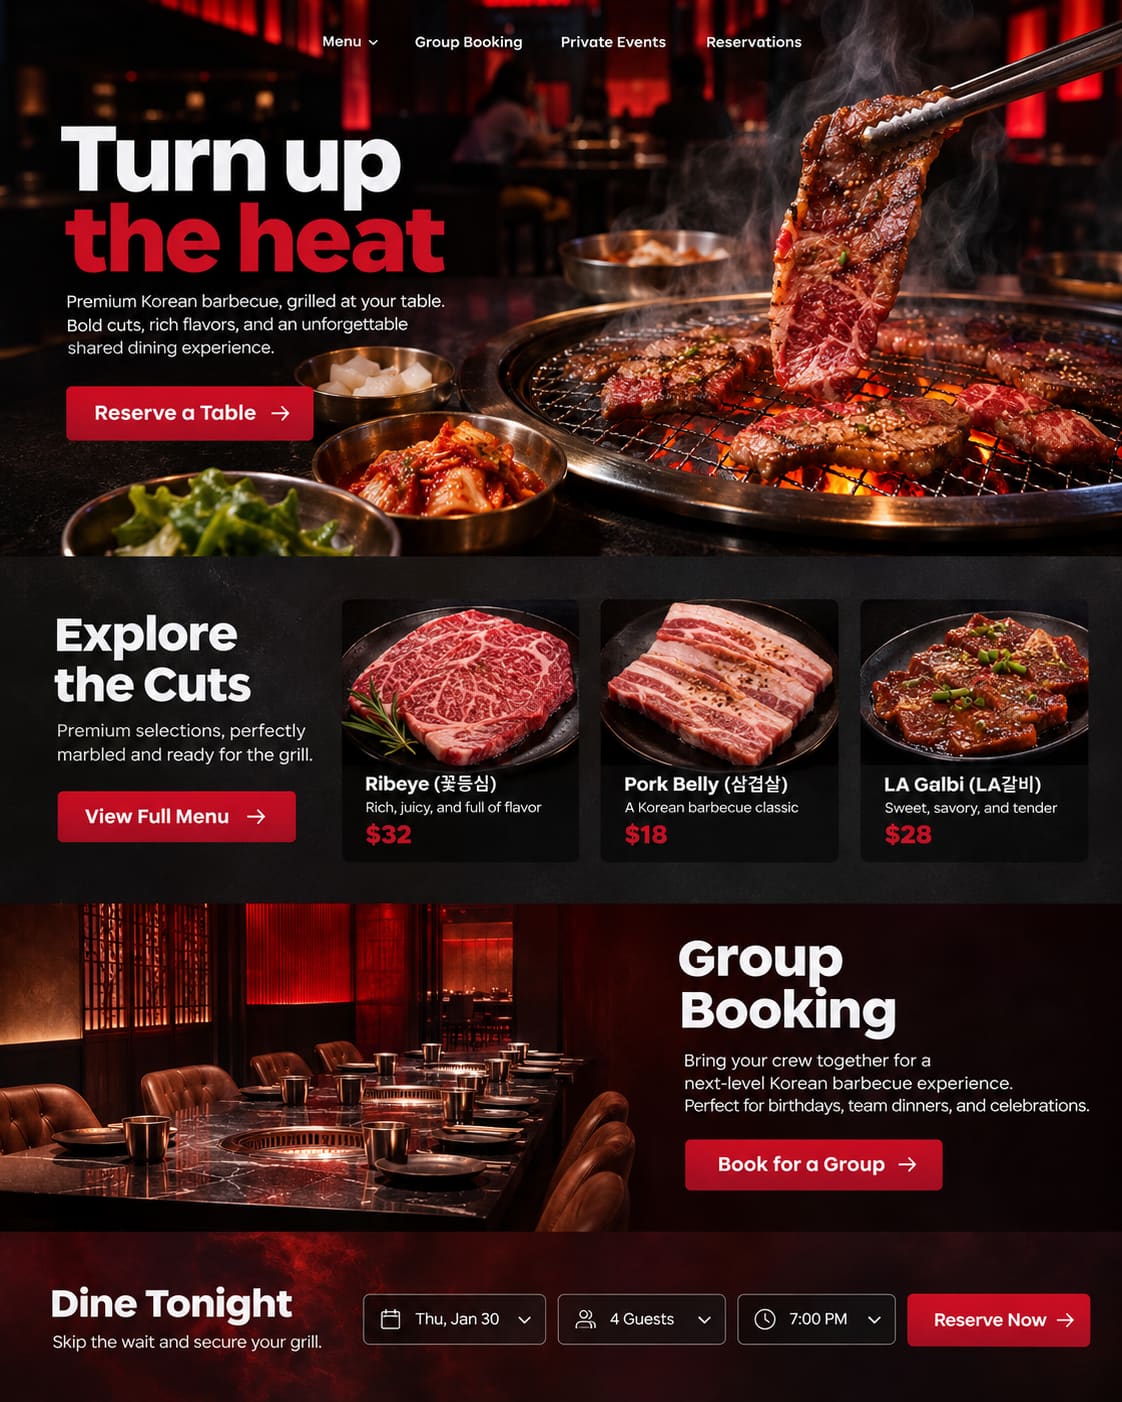 Menu
Group Booking
Private Events
Reservations
Turn up
the heat
Premium Korean barbecue, grilled at your table.
Bold cuts, rich flavors, and an unforgettable
shared dining experience.
Reserve a Table
Explore
the Cuts
Premium selections, perfectly
marbled and ready for the grill.
View Full Menu
Ribeye (꽃등심)
Rich, juicy, and full of flavor
$32
Pork Belly (삼겹살)
A Korean barbecue classic
$18
LA Galbi (LA갈비)
Sweet, savory, and tender
$28
Group
Booking
Bring your crew together for a
next-level Korean barbecue experience.
Perfect for birthdays, team dinners, and celebrations.
Book for a Group
Dine Tonight
Skip the wait and secure your grill.
Thu, Jan 30
4 Guests
7:00 PM
Reserve Now